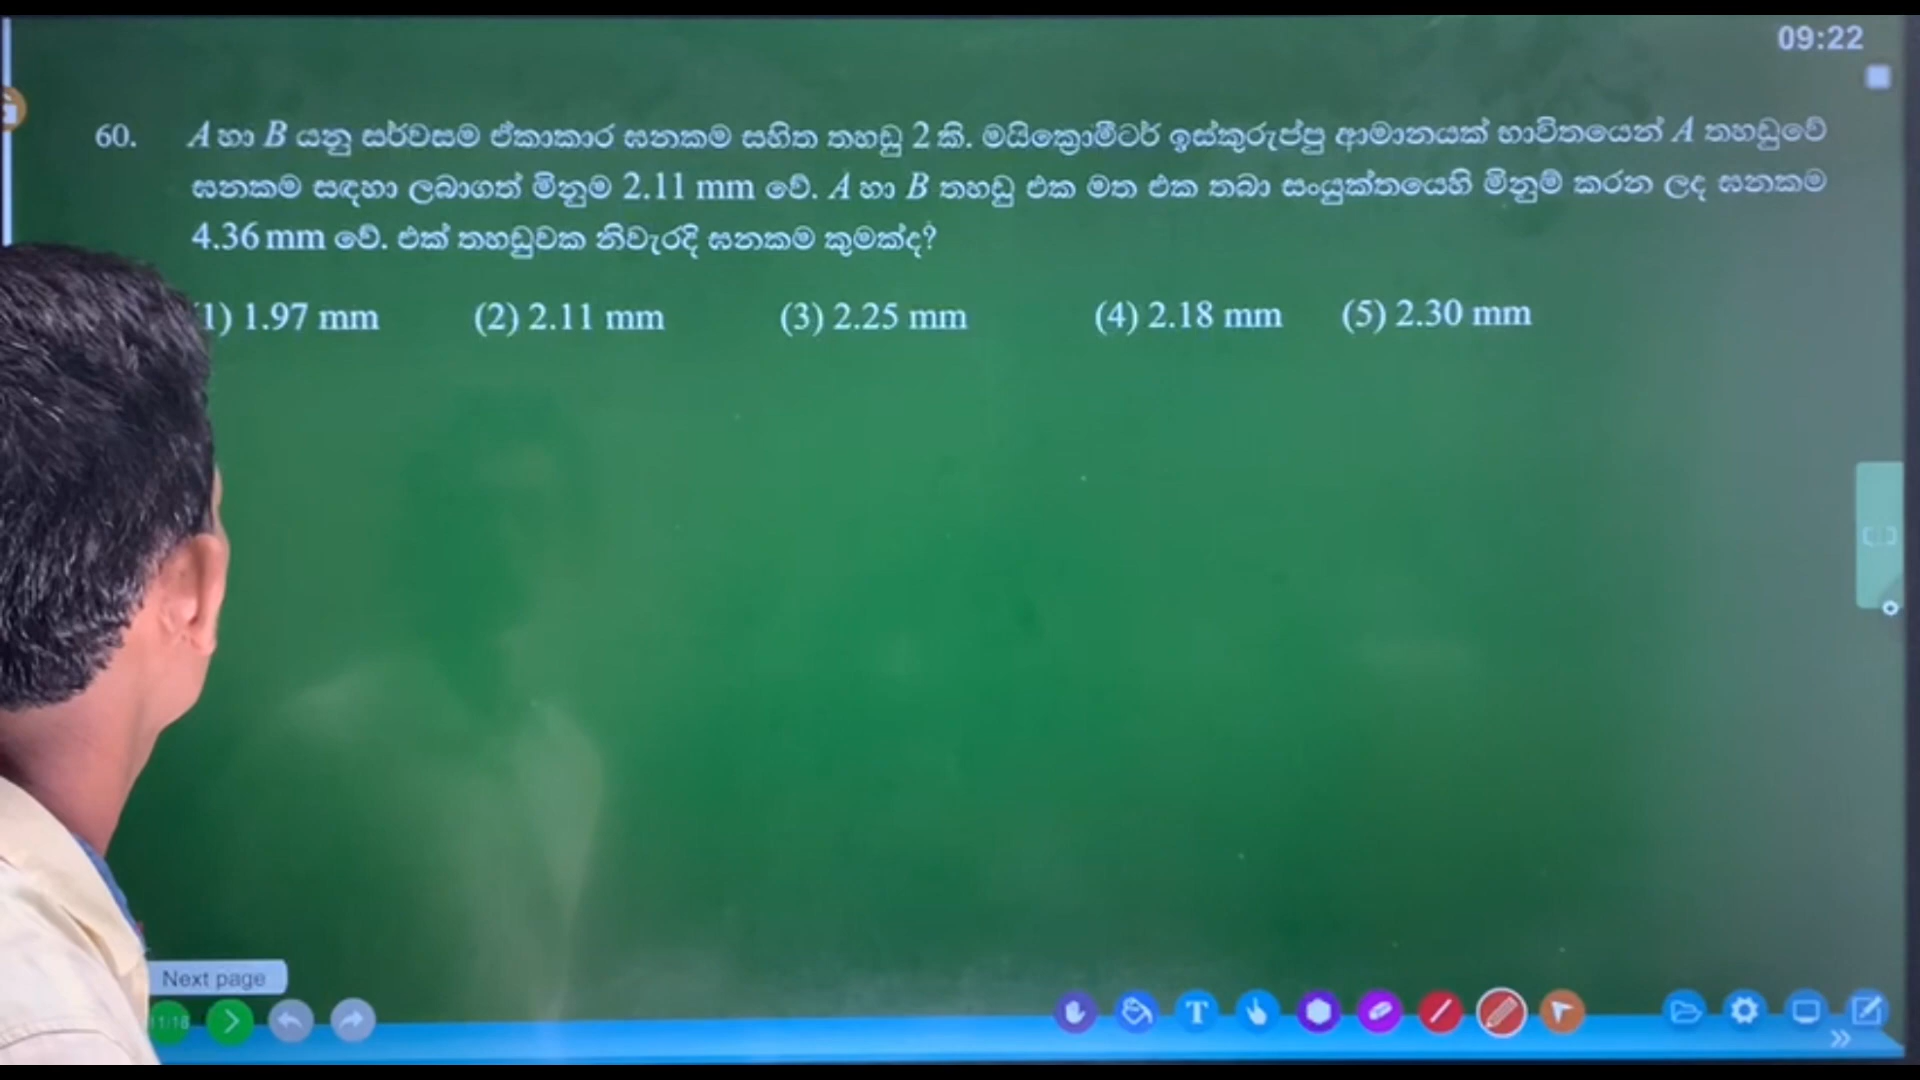 09:22
60. A හා B යනු සර්වසම ඒකාකාර ඝනකම සහිත තහඩු 2 කි. මයික්‍රොමීටර් ඉස්කුරුප්පු ආමානයක් භාවිතයෙන් A තහඩුවේ
ඝනකම සඳහා ලබාගත් මිනුම 2.11 mm වේ. A හා B තහඩු එක මත එක තබා සංයුක්තයෙහි මිනුම් කරන ලද ඝනකම
4.36 mm වේ. එක් තහඩුවක නිවැරදි ඝනකම කුමක්ද?
(1) 1.97 mm (2) 2.11 mm (3) 2.25 mm (4) 2.18 mm (5) 2.30 mm
Next page
11/18
T